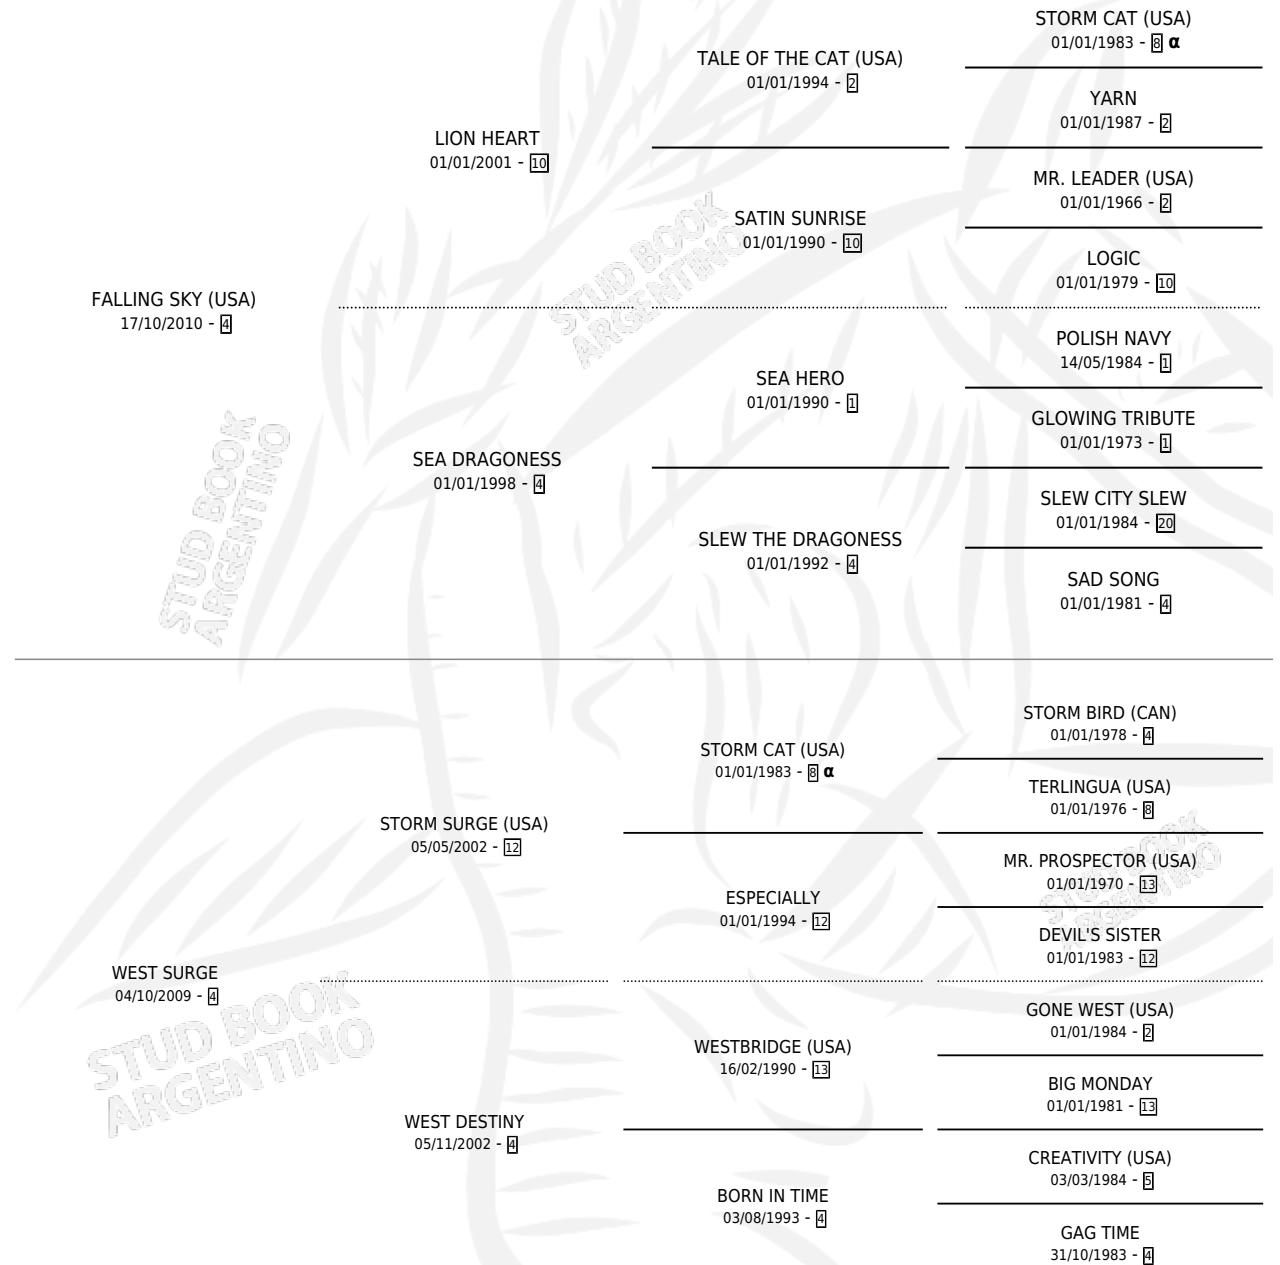 STORM CAT (USA)
01/01/1983 - 8 α
TALE OF THE CAT (USA)
01/01/1994 - 2
YARN
01/01/1987 - 2
LION HEART
01/01/2001 - 10
MR. LEADER (USA)
01/01/1966 - 2
SATIN SUNRISE
01/01/1990 - 10
LOGIC
01/01/1979 - 10
FALLING SKY (USA)
17/10/2010 - 4
STUD BOOK
ARGENTINO
POLISH NAVY
14/05/1984 - 1
SEA HERO
01/01/1990 - 1
GLOWING TRIBUTE
01/01/1973 - 1
SEA DRAGONESS
01/01/1998 - 4
SLEW CITY SLEW
01/01/1984 - 20
SLEW THE DRAGONESS
01/01/1992 - 4
SAD SONG
01/01/1981 - 4
STUD BOOK
ARGENTINO
STORM BIRD (CAN)
01/01/1978 - 4
STORM CAT (USA)
01/01/1983 - 8 α
TERLINGUA (USA)
01/01/1976 - 8
STORM SURGE (USA)
05/05/2002 - 12
MR. PROSPECTOR (USA)
01/01/1970 - 13
ESPECIALLY
01/01/1994 - 12
DEVIL'S SISTER
01/01/1983 - 12
STUD BOOK
ARGENTINO
WEST SURGE
04/10/2009 - 4
GONE WEST (USA)
01/01/1984 - 2
WESTBRIDGE (USA)
16/02/1990 - 13
BIG MONDAY
01/01/1981 - 13
WEST DESTINY
05/11/2002 - 4
CREATIVITY (USA)
03/03/1984 - 5
BORN IN TIME
03/08/1993 - 4
GAG TIME
31/10/1983 - 4
STUD BOOK
ARGENTINO